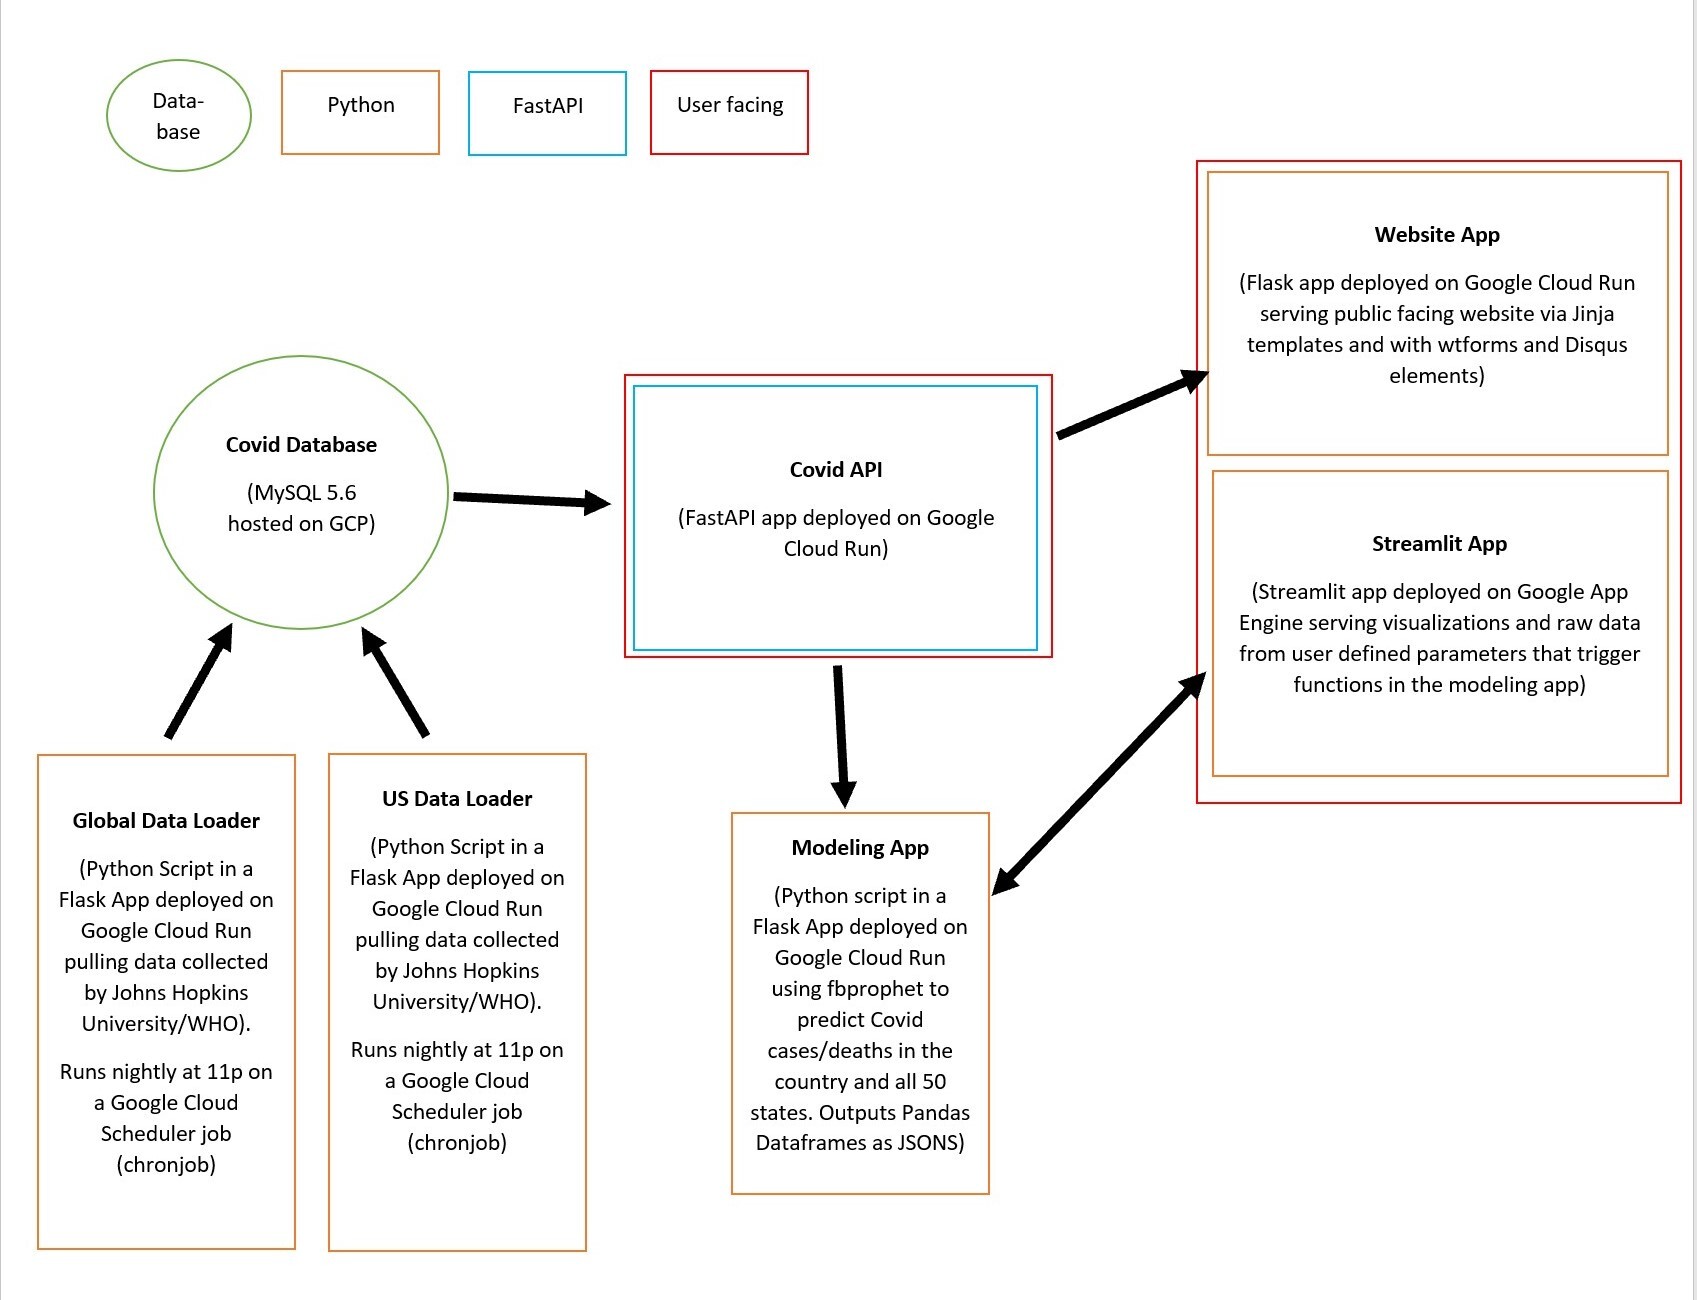 Data-
base
Python
FastAPI
User facing
Website App
(Flask app deployed on Google Cloud Run
serving public facing website via Jinja
templates and with wtforms and Disqus
elements)
Covid Database
(MySQL 5.6
hosted on GCP)
Covid API
(FastAPI app deployed on Google
Cloud Run)
Streamlit App
(Streamlit app deployed on Google App
Engine serving visualizations and raw data
from user defined parameters that trigger
functions in the modeling app)
Global Data Loader
(Python Script in a
Flask App deployed on
Google Cloud Run
pulling data collected
by Johns Hopkins
University/WHO).
Runs nightly at 11p on
a Google Cloud
Scheduler job
(chronjob)
US Data Loader
(Python Script in a
Flask App deployed on
Google Cloud Run
pulling data collected
by Johns Hopkins
University/WHO).
Runs nightly at 11p on
a Google Cloud
Scheduler job
(chronjob)
Modeling App
(Python script in a
Flask App deployed on
Google Cloud Run
using fbprophet to
predict Covid
cases/deaths in the
country and all 50
states. Outputs Pandas
Dataframes as JSONS)